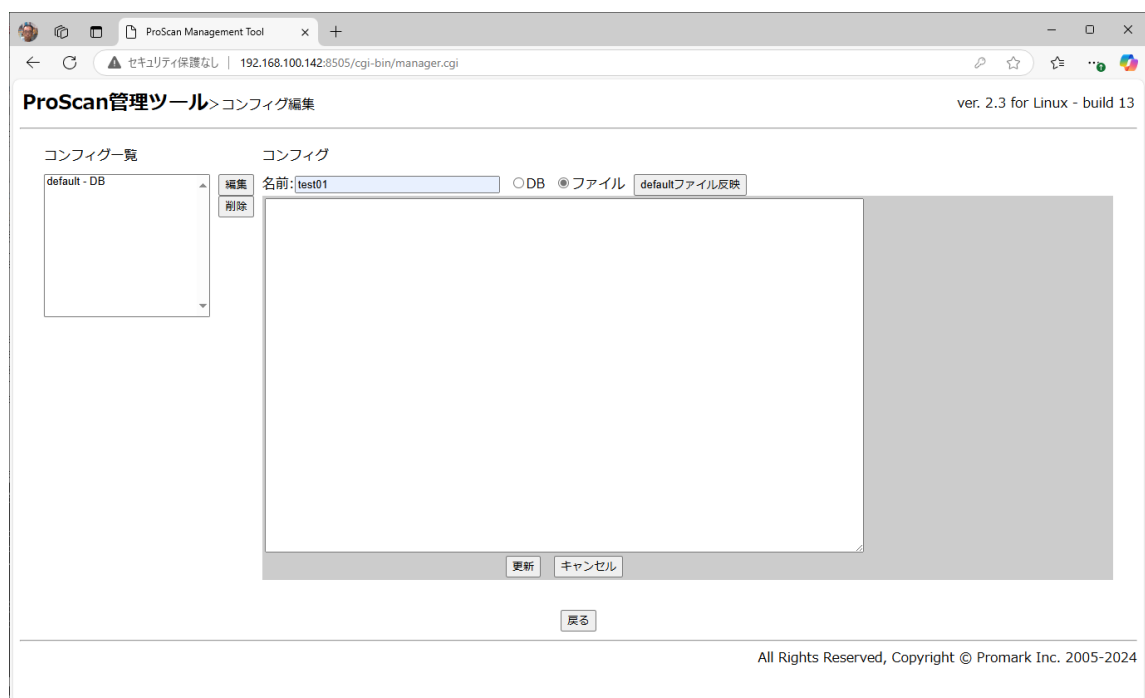 ProScan Management Tool
セキュリティ保護なし | 192.168.100.142:8505/cgi-bin/manager.cgi
ProScan管理ツール>コンフィグ編集
ver. 2.3 for Linux - build 13
コンフィグ一覧
コンフィグ
default - DB
編集
削除
名前:test01
DB
ファイル
defaultファイル反映
更新
キャンセル
戻る
All Rights Reserved, Copyright © Promark Inc. 2005-2024